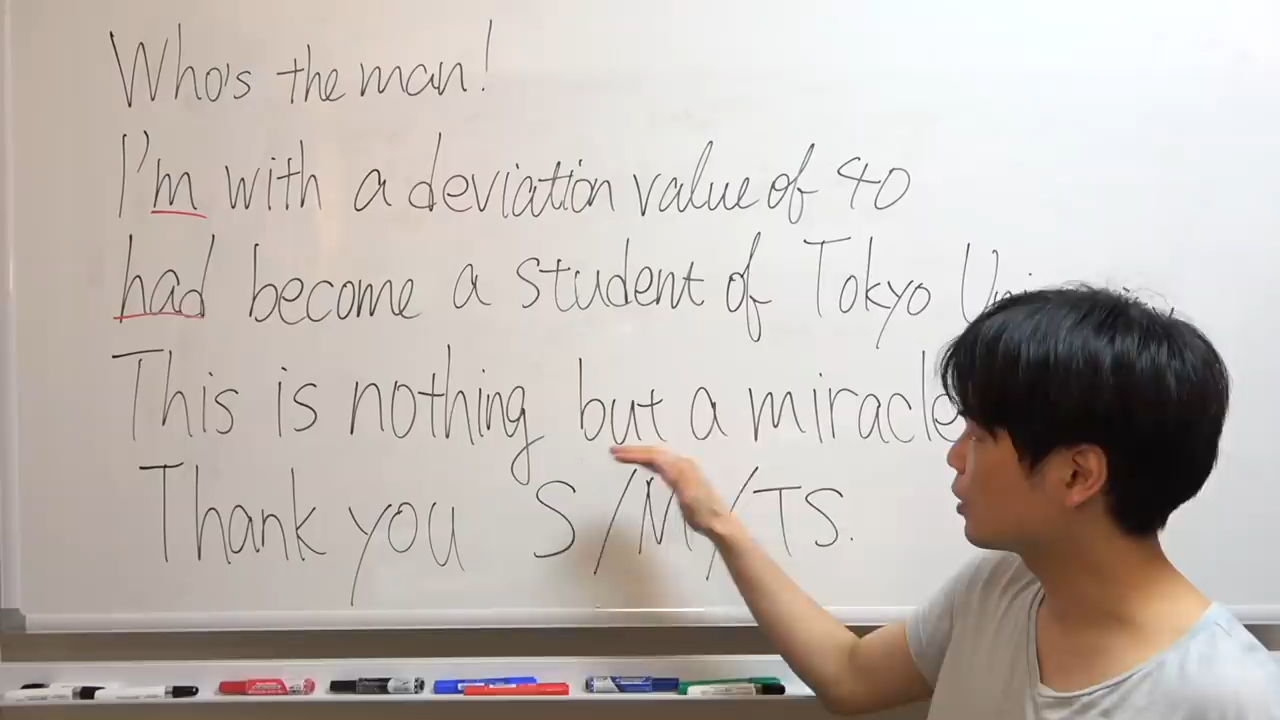 Who's the man!
I'm with a deviation value of 40
had become a student of Tokyo
This is nothing but a miracle
Thank you S/M/TS.